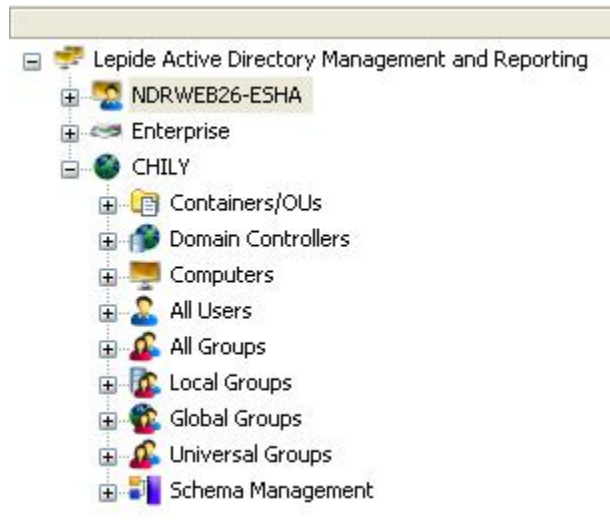 Lepide Active Directory Management and Reporting
NDRWEB26-ESHA
Enterprise
CHILY
Containers/OUs
Domain Controllers
Computers
All Users
All Groups
Local Groups
Global Groups
Universal Groups
Schema Management